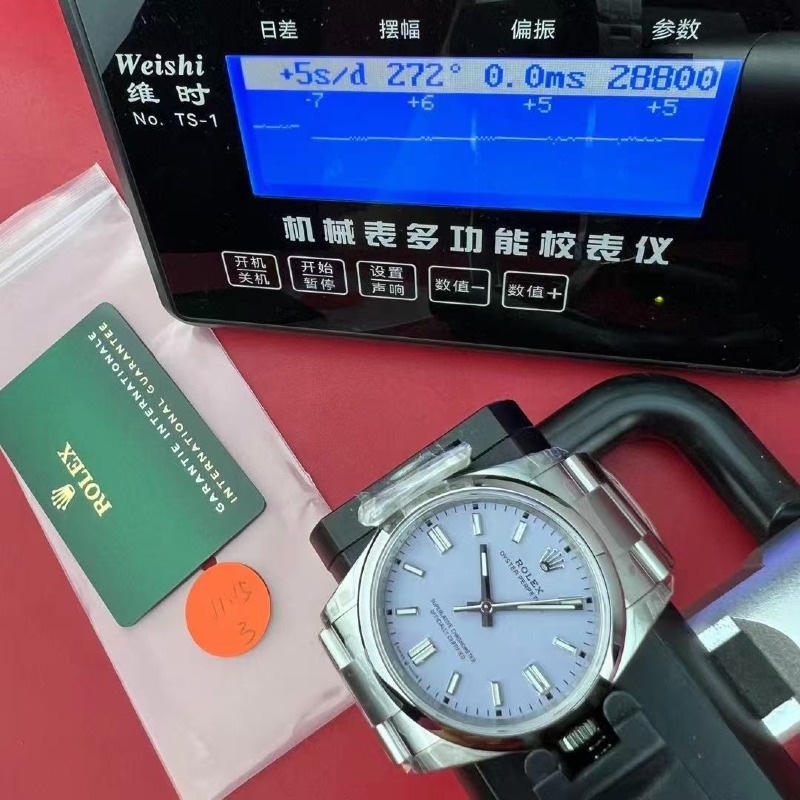 日差 摆幅 偏振 参数
Weishi
维时
No. TS-1
+5s/d 272° 0.0ms 28800
-7 +6 +5 +5
机械表多功能校表仪
开机
关机
开始
暂停
设置
声响
数值-
数值+
ROLEX
GARANTIE INTERNATIONALE
INTERNATIONAL GUARANTEE
11.15
3
ROLEX
OYSTER PERPET
SUPERLATIVE CHRONOMETER
OFFICIALLY CERTIFIED